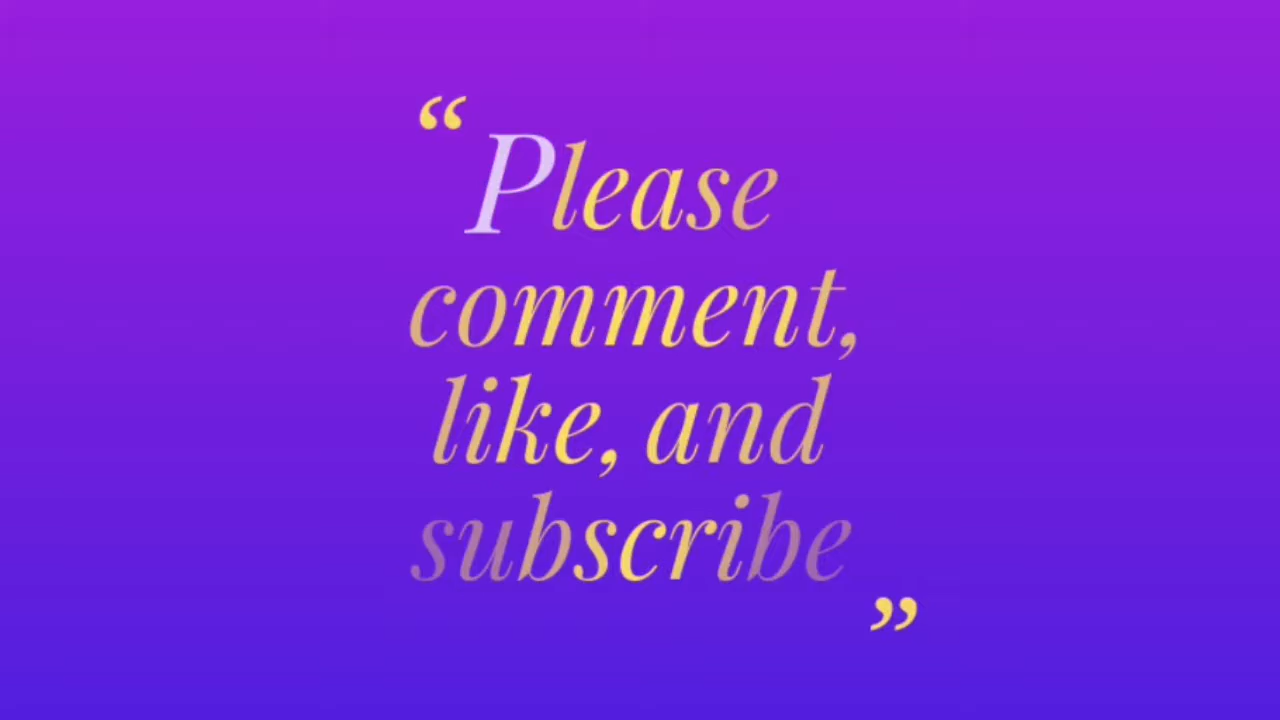 “Please
comment,
like, and
subscribe”